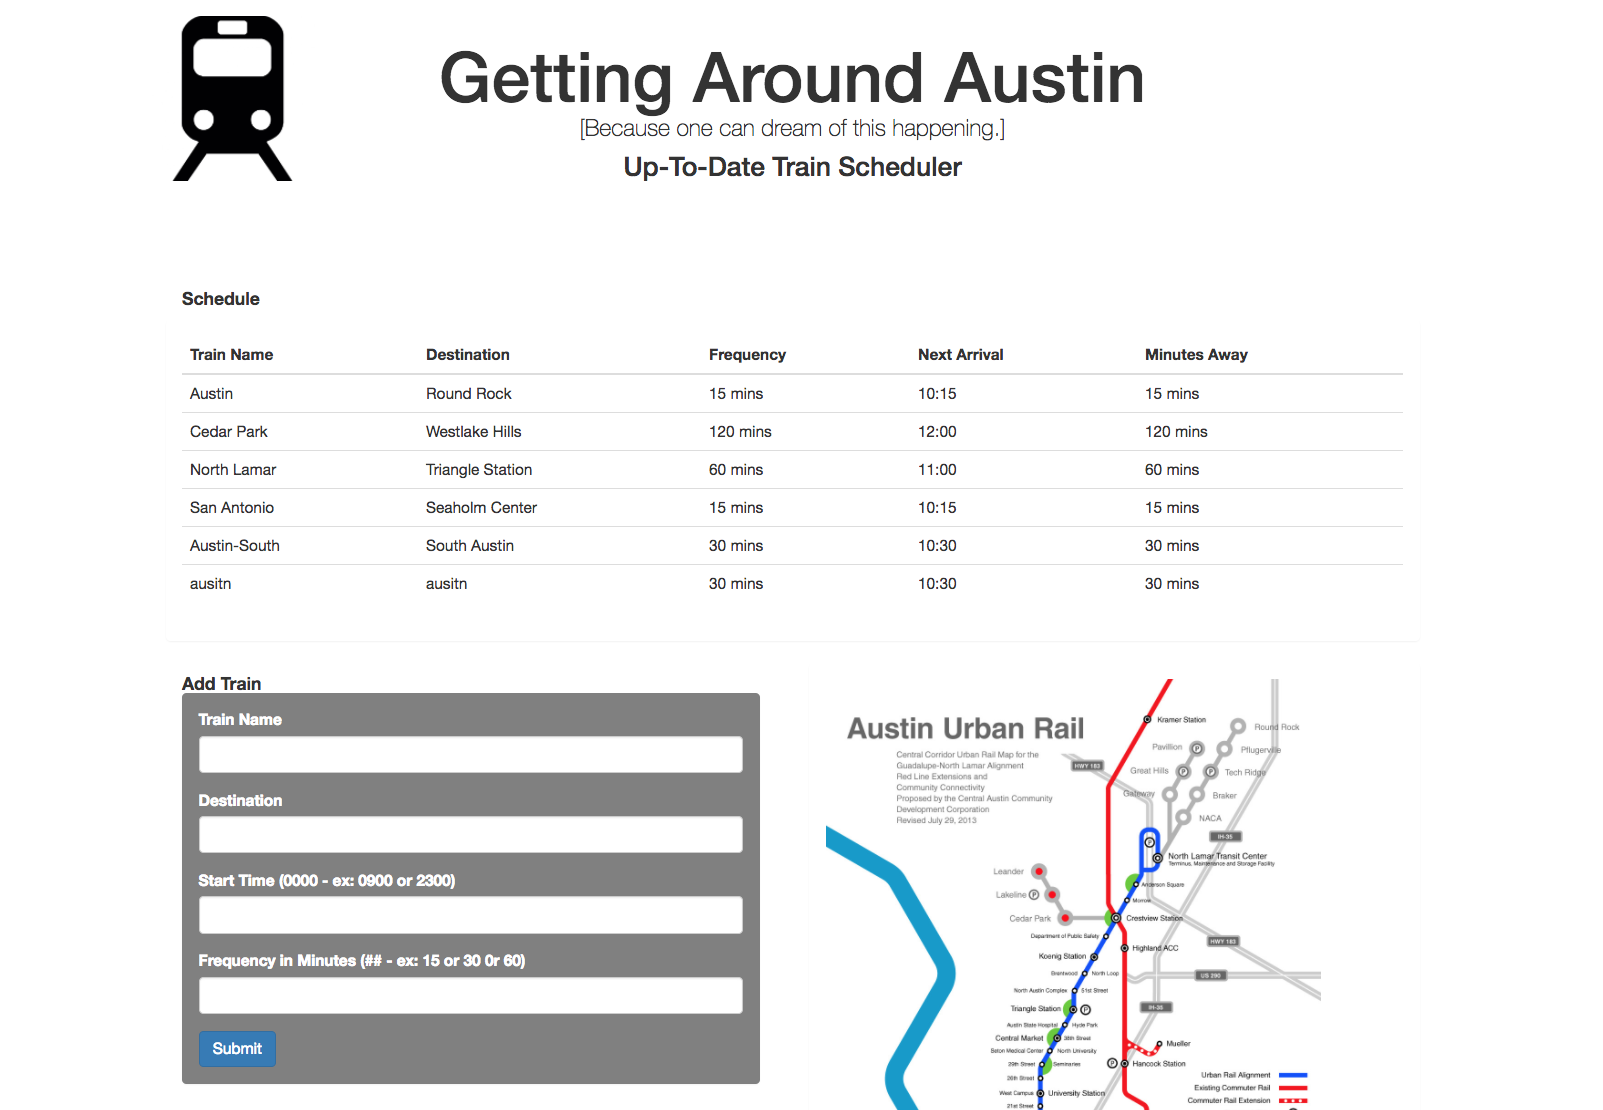 Getting Around Austin
[Because one can dream of this happening.]
Up-To-Date Train Scheduler
Schedule
Train Name Destination Frequency Next Arrival Minutes Away
Austin Round Rock 15 mins 10:15 15 mins
Cedar Park Westlake Hills 120 mins 12:00 120 mins
North Lamar Triangle Station 60 mins 11:00 60 mins
San Antonio Seaholm Center 15 mins 10:15 15 mins
Austin-South South Austin 30 mins 10:30 30 mins
ausitn ausitn 30 mins 10:30 30 mins
Add Train
Train Name
Destination
Start Time (0000 - ex: 0900 or 2300)
Frequency in Minutes (## - ex: 15 or 30 0r 60)
Submit
Austin Urban Rail
Central Corridor Urban Rail Map for the
Guadalupe-North Lamar Alignment
Red Line Extensions and
Community Connectivity
Proposed by the Central Austin Community
Development Corporation
Revised July 29, 2013
Kramer Station
Round Rock
Pavillion P
Pflugerville
HWY 183
Great Hills P
P Tech Ridge
Gateway
Braker
NACA
IH-35
P
North Lamar Transit Center
Terminus, Maintenance and Storage Facility
Leander
Anderson Square
Lakeline P
Morrow
Cedar Park
Crestview Station
Department of Public Safety
HWY 183
Highland ACC
Koenig Station
Brentwood North Loop
US 290
North Austin Complex 51st Street
Triangle Station P
IH-35
Austin State Hospital Hyde Park
Central Market 38th Street
Mueller
Seton Medical Center North University
29th Street Seminaries
P Hancock Station
26th Street
Urban Rail Alignment
Existing Commuter Rail
West Campus University Station
Commuter Rail Extension
21st Street